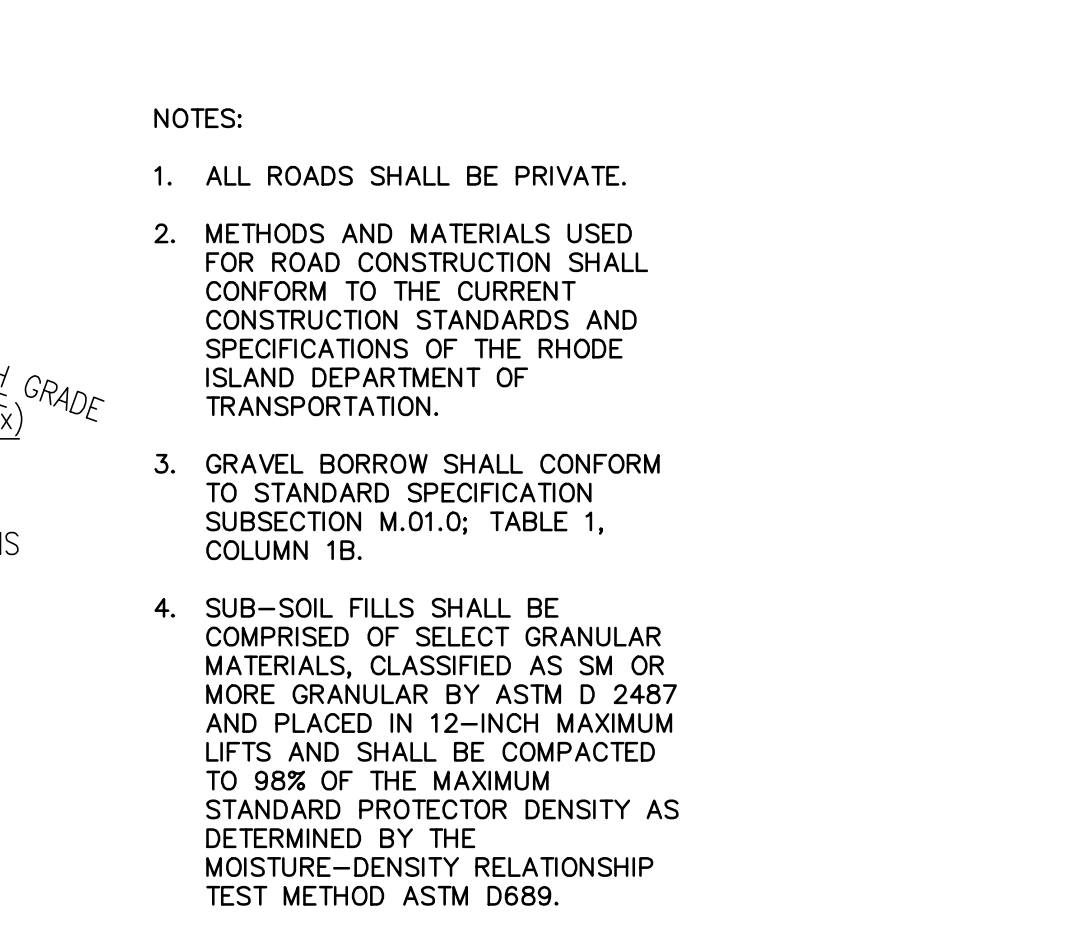 NOTES:
1. ALL ROADS SHALL BE PRIVATE.
2. METHODS AND MATERIALS USED
FOR ROAD CONSTRUCTION SHALL
CONFORM TO THE CURRENT
CONSTRUCTION STANDARDS AND
SPECIFICATIONS OF THE RHODE
ISLAND DEPARTMENT OF
TRANSPORTATION.
3. GRAVEL BORROW SHALL CONFORM
TO STANDARD SPECIFICATION
SUBSECTION M.01.0; TABLE 1,
COLUMN 1B.
4. SUB-SOIL FILLS SHALL BE
COMPRISED OF SELECT GRANULAR
MATERIALS, CLASSIFIED AS SM OR
MORE GRANULAR BY ASTM D 2487
AND PLACED IN 12-INCH MAXIMUM
LIFTS AND SHALL BE COMPACTED
TO 98% OF THE MAXIMUM
STANDARD PROTECTOR DENSITY AS
DETERMINED BY THE
MOISTURE-DENSITY RELATIONSHIP
TEST METHOD ASTM D689.
GRADE